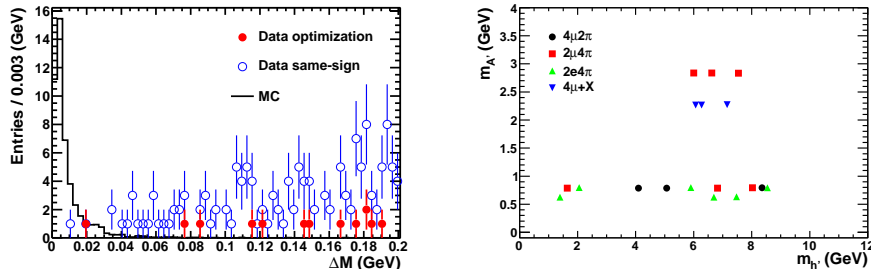 Entries / 0.003 (GeV)
16
14
12
10
8
6
4
2
0
0 0.02 0.04 0.06 0.08 0.1 0.12 0.14 0.16 0.18 0.2
ΔM (GeV)
Data optimization
Data same-sign
MC
m_A' (GeV)
4
3.5
3
2.5
2
1.5
1
0.5
0
0 2 4 6 8 10 12
m_h' (GeV)
4μ2π
2μ4π
2e4π
4μ+X